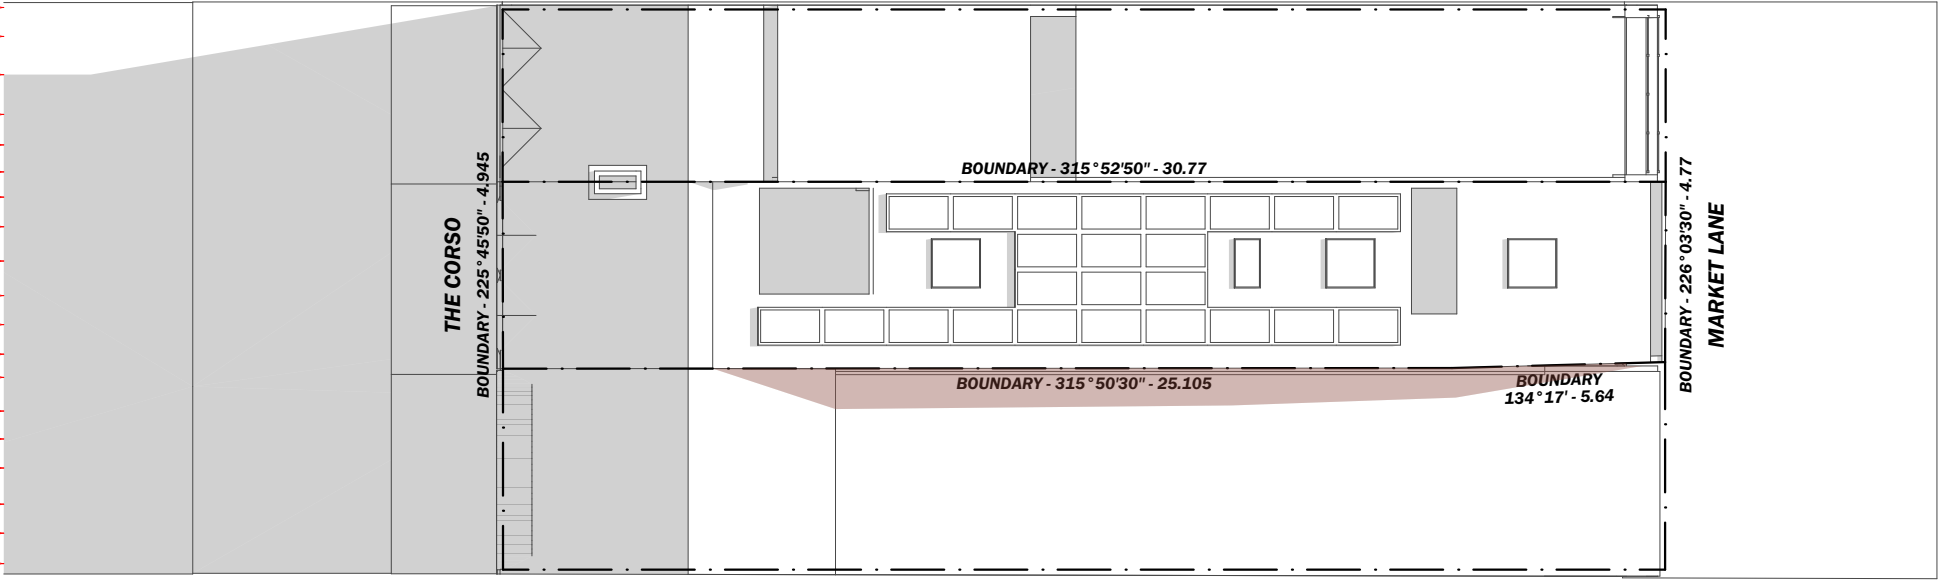 BOUNDARY - 315°52'50" - 30.77
THE CORSO
BOUNDARY - 225°45'50" - 4.945
BOUNDARY - 226°03'30" - 4.77
MARKET LANE
BOUNDARY - 315°50'30" - 25.105
BOUNDARY
134°17' - 5.64